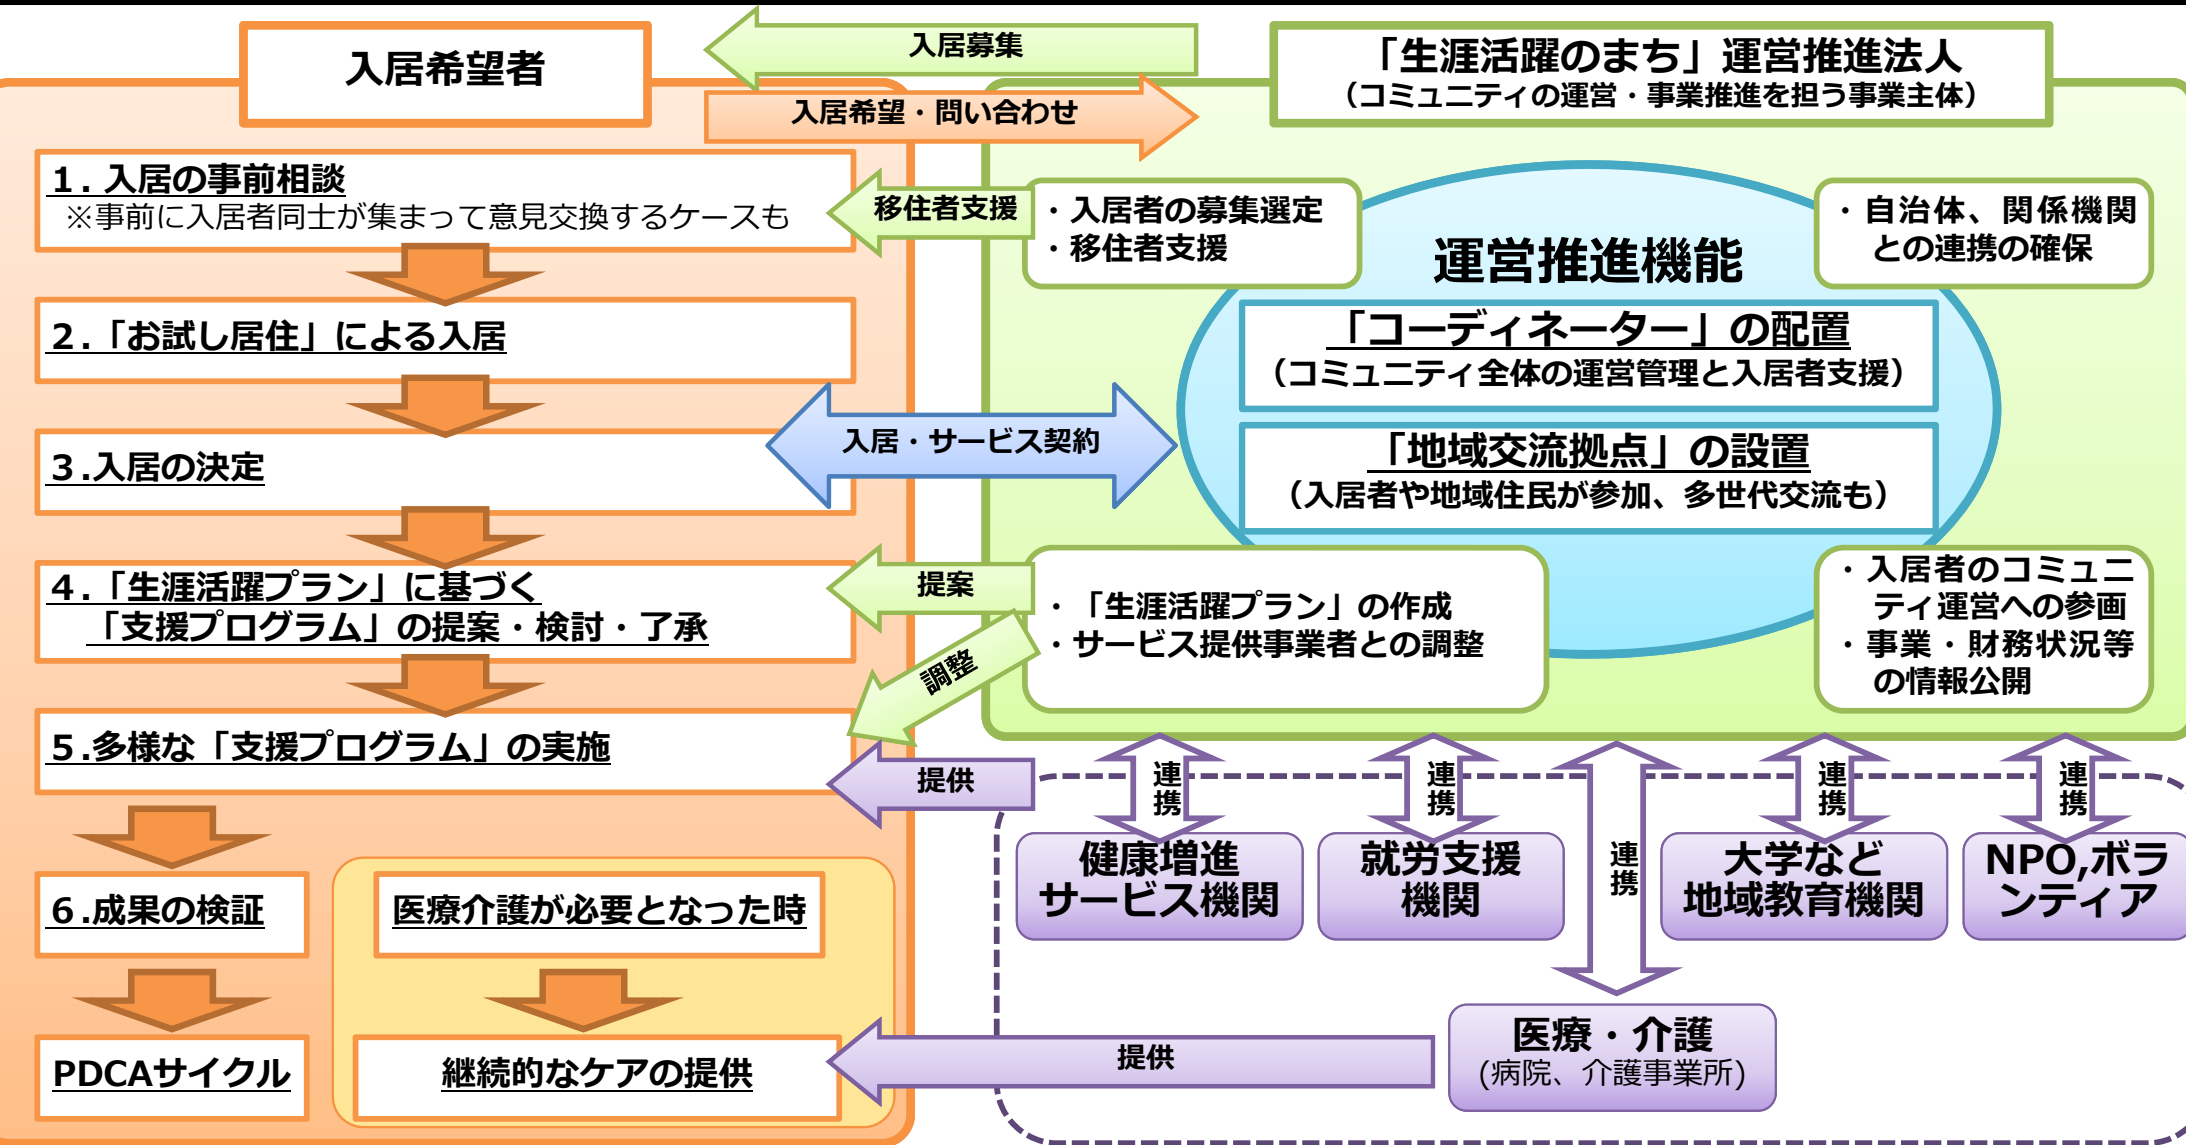 入居希望者
入居募集
入居希望・問い合わせ
「生涯活躍のまち」運営推進法人
（コミュニティの運営・事業推進を担う事業主体）
１. 入居の事前相談
※事前に入居者同士が集まって意見交換するケースも
２.「お試し居住」による入居
３.入居の決定
４.「生涯活躍プラン」に基づく
「支援プログラム」の提案・検討・了承
５.多様な「支援プログラム」の実施
６.成果の検証
PDCAサイクル
医療介護が必要となった時
継続的なケアの提供
移住者支援
入居・サービス契約
提案
調整
提供
提供
・入居者の募集選定
・移住者支援
・自治体、関係機関
との連携の確保
運営推進機能
「コーディネーター」の配置
（コミュニティ全体の運営管理と入居者支援）
「地域交流拠点」の設置
（入居者や地域住民が参加、多世代交流も）
・「生涯活躍プラン」の作成
・サービス提供事業者との調整
・入居者のコミュニ
ティ運営への参画
・事業・財務状況等
の情報公開
連携
連携
連携
連携
連携
健康増進
サービス機関
就労支援
機関
大学など
地域教育機関
NPO,ボラ
ンティア
医療・介護
(病院、介護事業所)